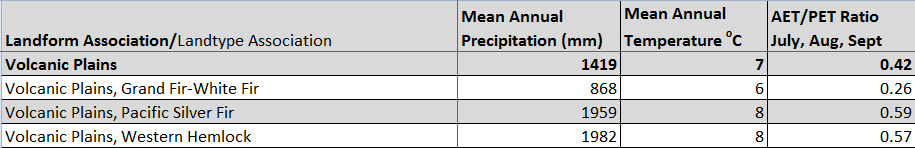 Landform Association/Landtype Association Mean Annual Precipitation (mm) Mean Annual Temperature °C AET/PET Ratio July, Aug, Sept
Volcanic Plains 1419 7 0.42
Volcanic Plains, Grand Fir-White Fir 868 6 0.26
Volcanic Plains, Pacific Silver Fir 1959 8 0.59
Volcanic Plains, Western Hemlock 1982 8 0.57